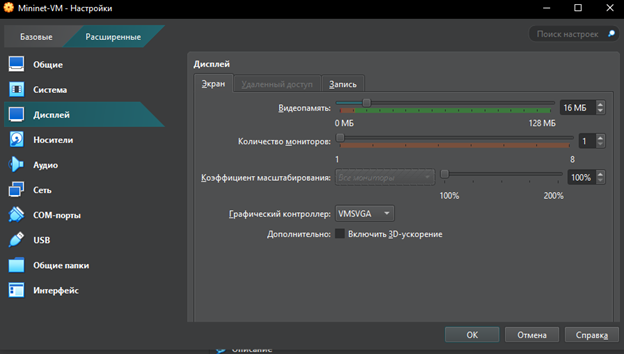 Mininet-VM - Настройки
Базовые Расширенные
Поиск настроек
Общие
Система
Дисплей
Носители
Аудио
Сеть
COM-порты
USB
Общие папки
Интерфейс
Дисплей
Экран Удаленный доступ Запись
Видеопамять: 16 МБ
0 МБ 128 МБ
Количество мониторов: 1
1 8
Коэффициент масштабирования: Все мониторы 100%
100% 200%
Графический контроллер: VMSVGA
Дополнительно: Включить 3D-ускорение
ОК Отмена Справка
Описание